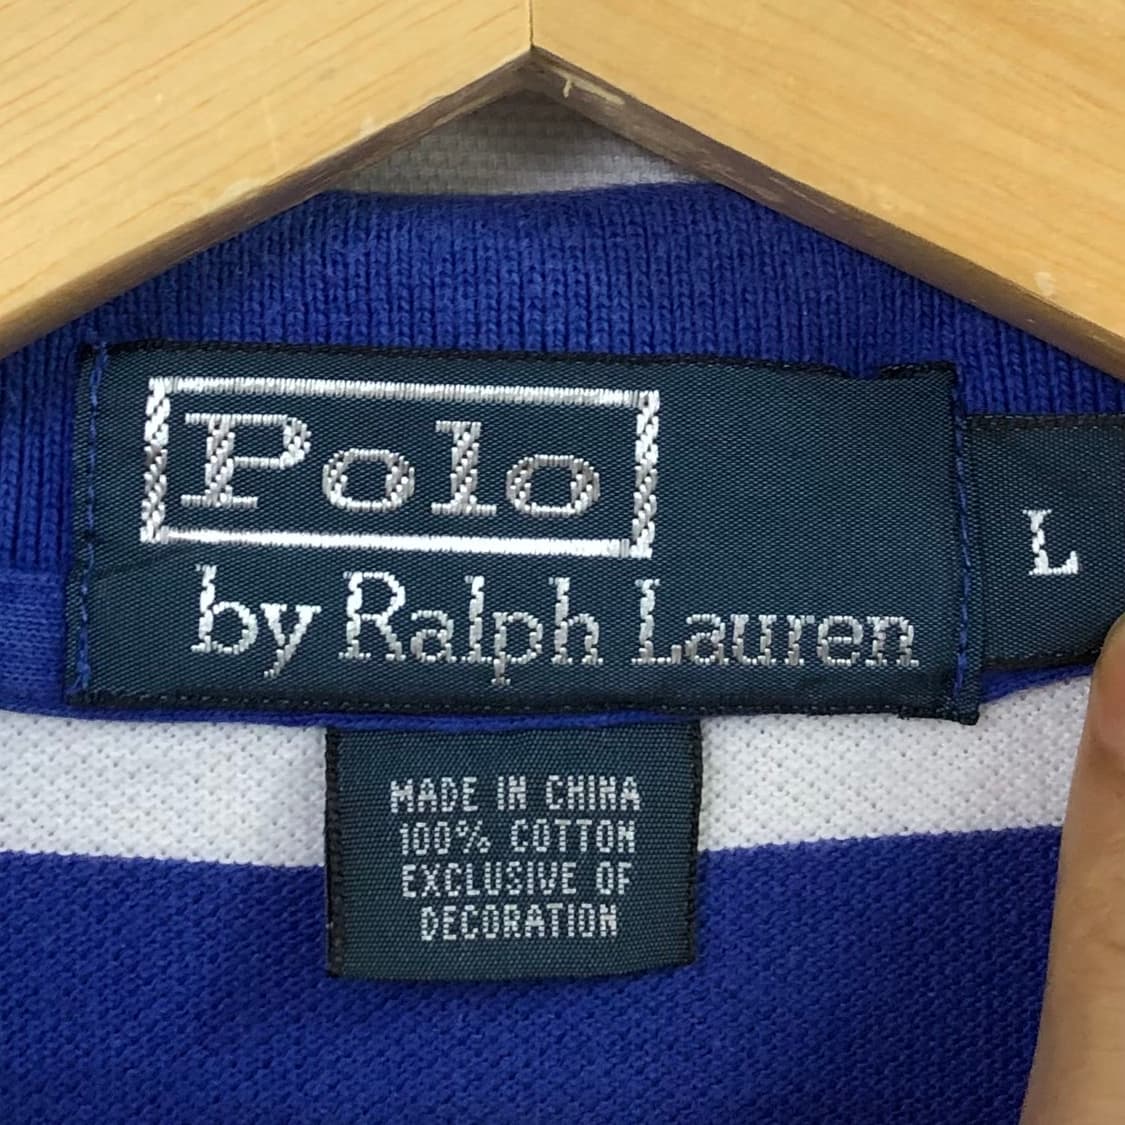 Polo
by Ralph Lauren
L
MADE IN CHINA
100% COTTON
EXCLUSIVE OF
DECORATION